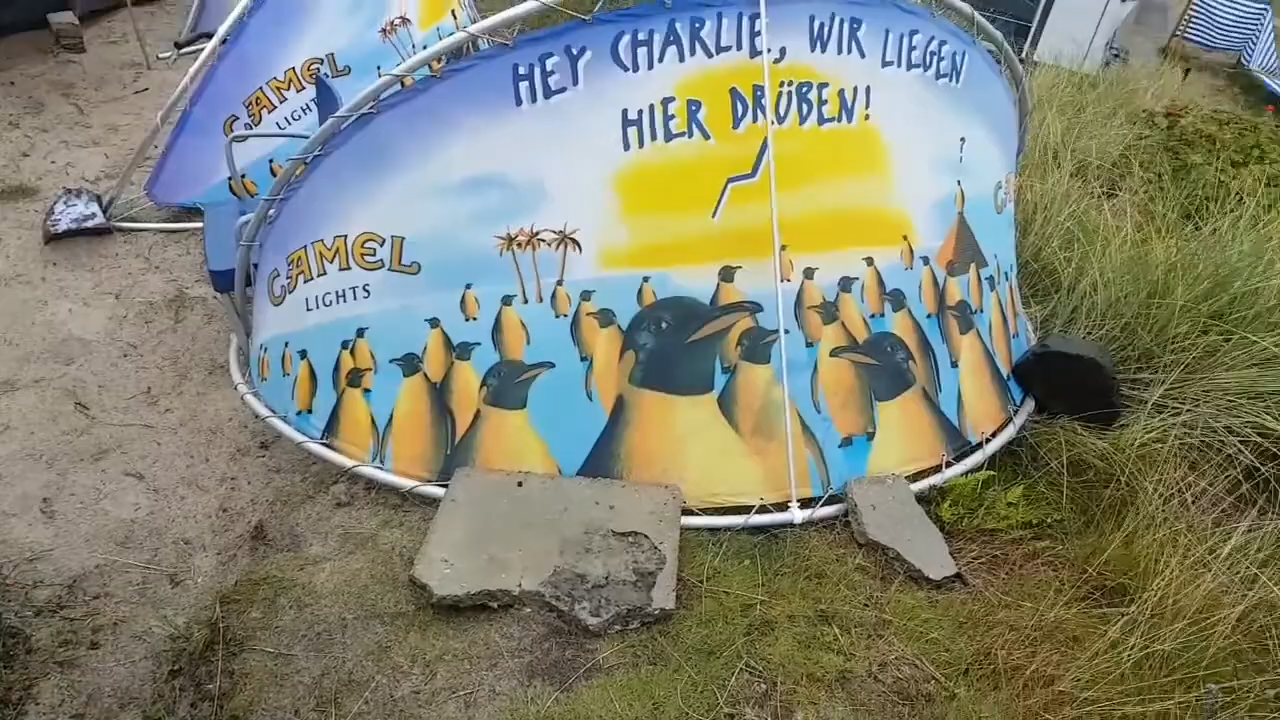 HEY CHARLIE, WIR LIEGEN
HIER DRÜBEN!
?
CAMEL
LIGHTS
CAMEL
LIGHTS